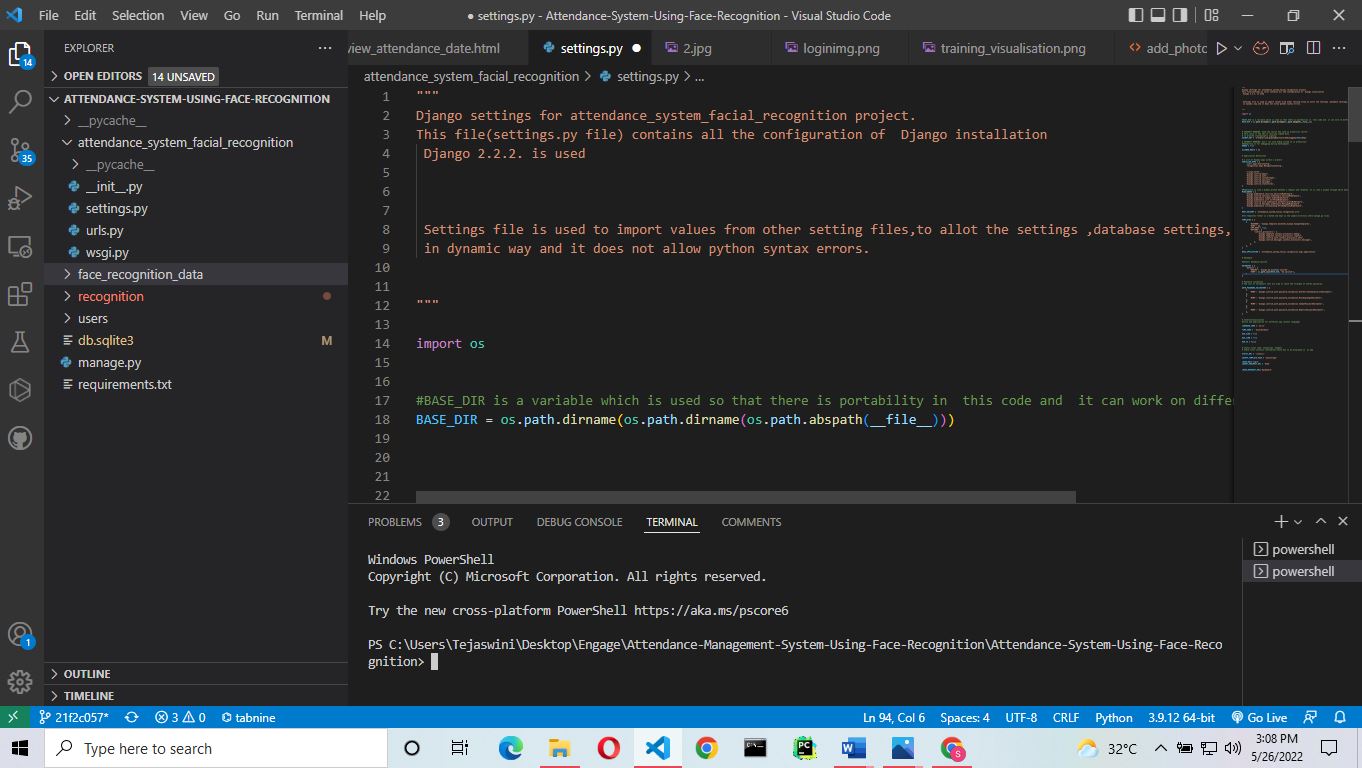 File Edit Selection View Go Run Terminal Help
● settings.py - Attendance-System-Using-Face-Recognition - Visual Studio Code
EXPLORER
14
OPEN EDITORS 14 UNSAVED
ATTENDANCE-SYSTEM-USING-FACE-RECOGNITION
__pycache__
attendance_system_facial_recognition
__pycache__
__init__.py
settings.py
urls.py
wsgi.py
face_recognition_data
recognition
users
db.sqlite3 M
manage.py
requirements.txt
35
1
OUTLINE
TIMELINE
view_attendance_date.html settings.py 2.jpg loginimg.png training_visualisation.png add_photo
attendance_system_facial_recognition > settings.py > ...
1 """
2 Django settings for attendance_system_facial_recognition project.
3 This file(settings.py file) contains all the configuration of  Django installation
4  Django 2.2.2. is used
5
6
7
8  Settings file is used to import values from other setting files,to allot the settings ,database settings,
9  in dynamic way and it does not allow python syntax errors.
10
11
12 """
13
14 import os
15
16
17 #BASE_DIR is a variable which is used so that there is portability in  this code and  it can work on diffe
18 BASE_DIR = os.path.dirname(os.path.dirname(os.path.abspath(__file__)))
19
20
21
22
PROBLEMS 3 OUTPUT DEBUG CONSOLE TERMINAL COMMENTS
Windows PowerShell
Copyright (C) Microsoft Corporation. All rights reserved.
Try the new cross-platform PowerShell https://aka.ms/pscore6
PS C:\Users\Tejaswini\Desktop\Engage\Attendance-Management-System-Using-Face-Recognition\Attendance-System-Using-Face-Reco
gnition>
powershell
powershell
21f2c057* 3 0 tabnine Ln 94, Col 6 Spaces: 4 UTF-8 CRLF Python 3.9.12 64-bit Go Live
Type here to search
32°C
3:08 PM
5/26/2022